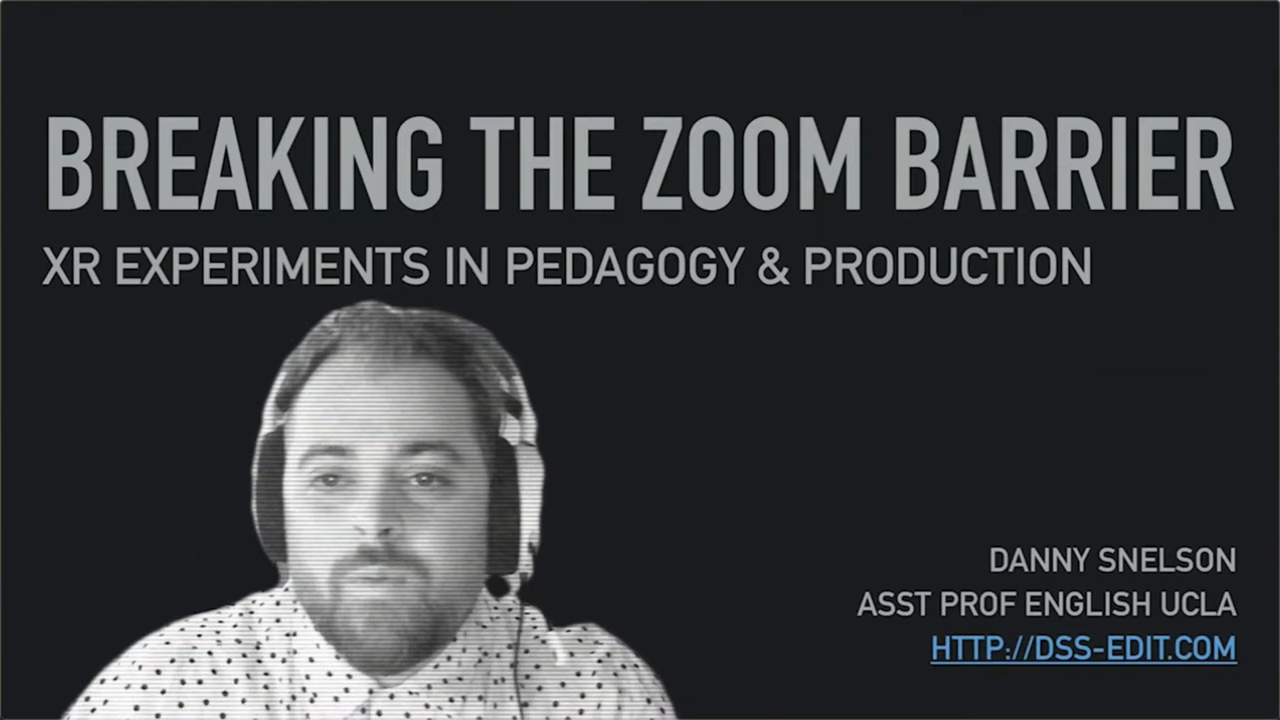 BREAKING THE ZOOM BARRIER
XR EXPERIMENTS IN PEDAGOGY & PRODUCTION
DANNY SNELSON
ASST PROF ENGLISH UCLA
HTTP://DSS-EDIT.COM